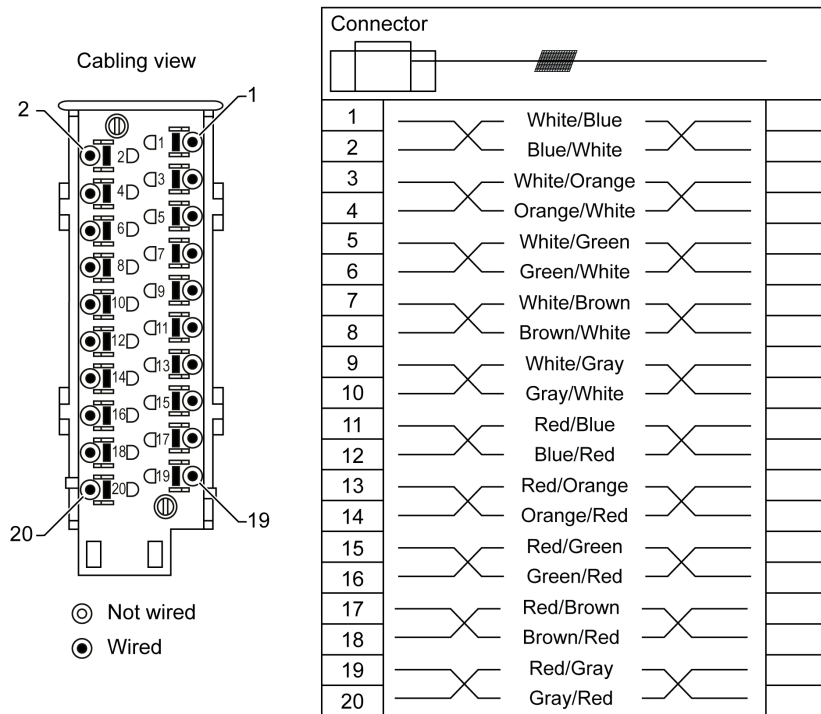 Cabling view
2
1
2 1
4 3
6 5
8 7
10 9
12 11
14 13
16 15
18 17
20 19
20
19
Not wired
Wired
Connector
1 White/Blue
2 Blue/White
3 White/Orange
4 Orange/White
5 White/Green
6 Green/White
7 White/Brown
8 Brown/White
9 White/Gray
10 Gray/White
11 Red/Blue
12 Blue/Red
13 Red/Orange
14 Orange/Red
15 Red/Green
16 Green/Red
17 Red/Brown
18 Brown/Red
19 Red/Gray
20 Gray/Red